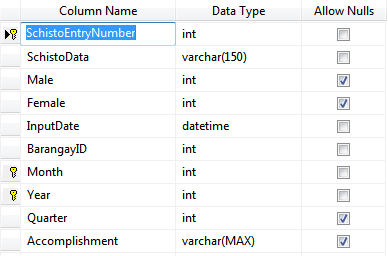 Column Name Data Type Allow Nulls
SchistoEntryNumber int
SchistoData varchar(150)
Male int
Female int
InputDate datetime
BarangayID int
Month int
Year int
Quarter int
Accomplishment varchar(MAX)